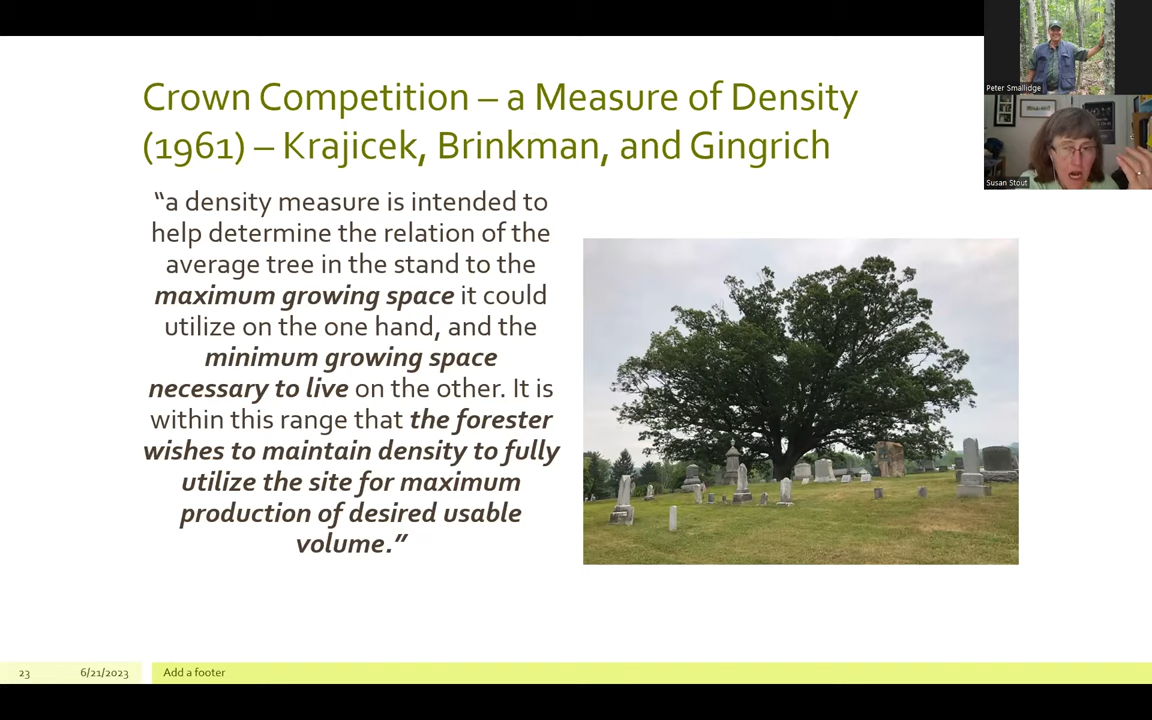 Crown Competition – a Measure of Density
(1961) – Krajicek, Brinkman, and Gingrich
“a density measure is intended to
help determine the relation of the
average tree in the stand to the
maximum growing space it could
utilize on the one hand, and the
minimum growing space
necessary to live on the other. It is
within this range that the forester
wishes to maintain density to fully
utilize the site for maximum
production of desired usable
volume.”
Peter Smallidge
Susan Stout
23
6/21/2023
Add a footer